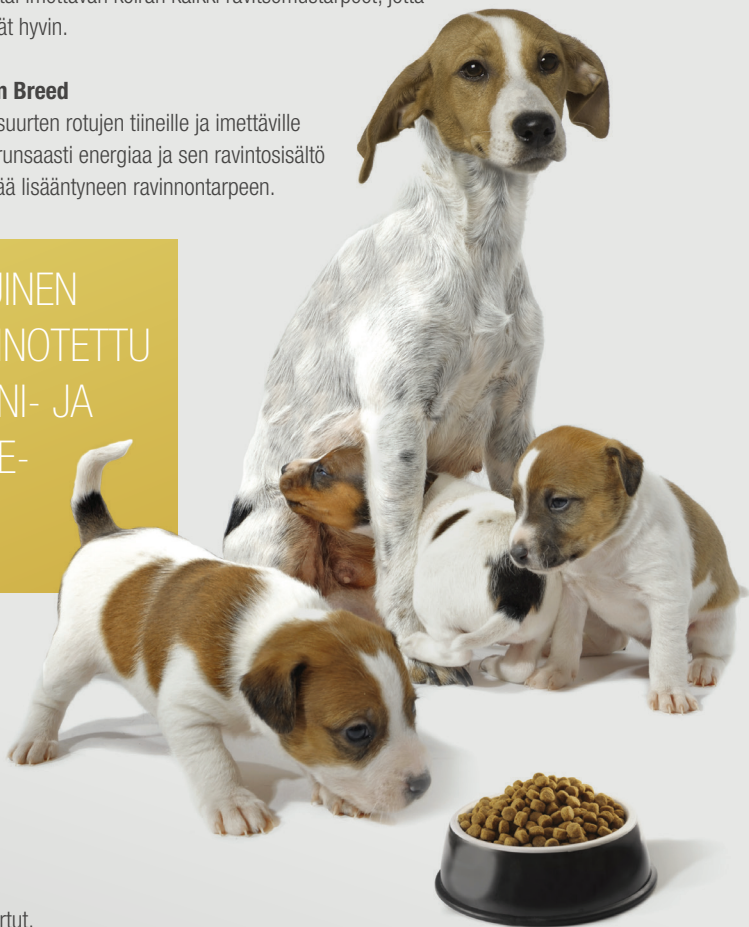 tai imettävän koiran kaikki ravitsemustarpeet, jotta
ät hyvin.
n Breed
suurten rotujen tiineille ja imettäville
runsaasti energiaa ja sen ravintosisältö
ää lisääntyneen ravinnontarpeen.
UINEN
INOTETTU
NI- JA
E-
rtut.